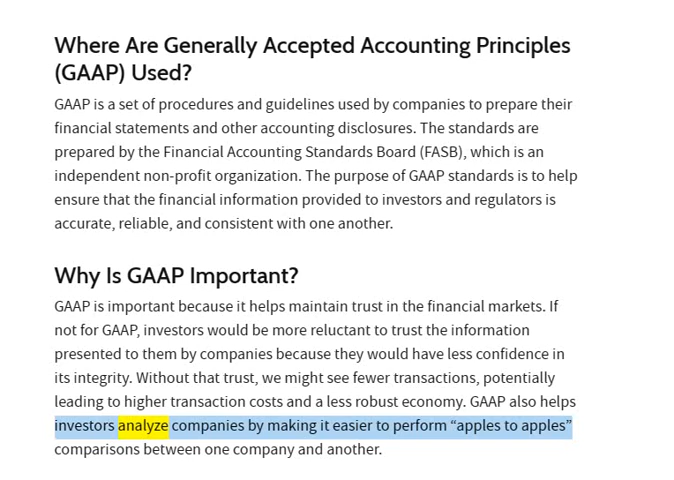 Where Are Generally Accepted Accounting Principles
(GAAP) Used?
GAAP is a set of procedures and guidelines used by companies to prepare their
financial statements and other accounting disclosures. The standards are
prepared by the Financial Accounting Standards Board (FASB), which is an
independent non-profit organization. The purpose of GAAP standards is to help
ensure that the financial information provided to investors and regulators is
accurate, reliable, and consistent with one another.
Why Is GAAP Important?
GAAP is important because it helps maintain trust in the financial markets. If
not for GAAP, investors would be more reluctant to trust the information
presented to them by companies because they would have less confidence in
its integrity. Without that trust, we might see fewer transactions, potentially
leading to higher transaction costs and a less robust economy. GAAP also helps
investors analyze companies by making it easier to perform “apples to apples”
comparisons between one company and another.